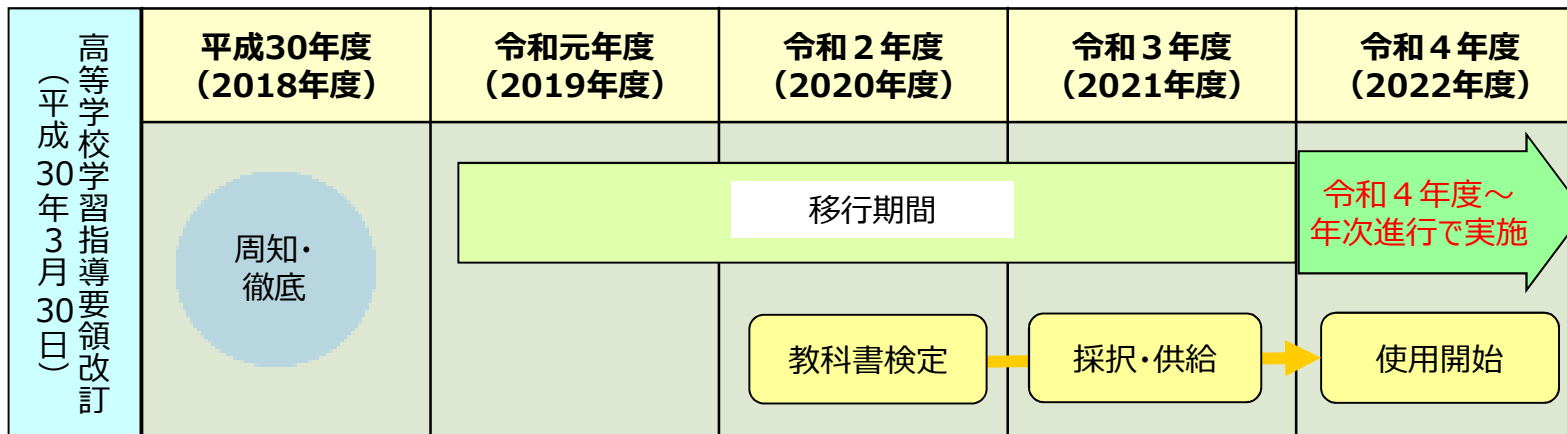 高等学校学習指導要領改訂
（平成30年３月30日）
平成30年度
（2018年度）
令和元年度
（2019年度）
令和２年度
（2020年度）
令和３年度
（2021年度）
令和４年度
（2022年度）
周知・
徹底
移行期間
令和４年度～
年次進行で実施
教科書検定
採択・供給
使用開始